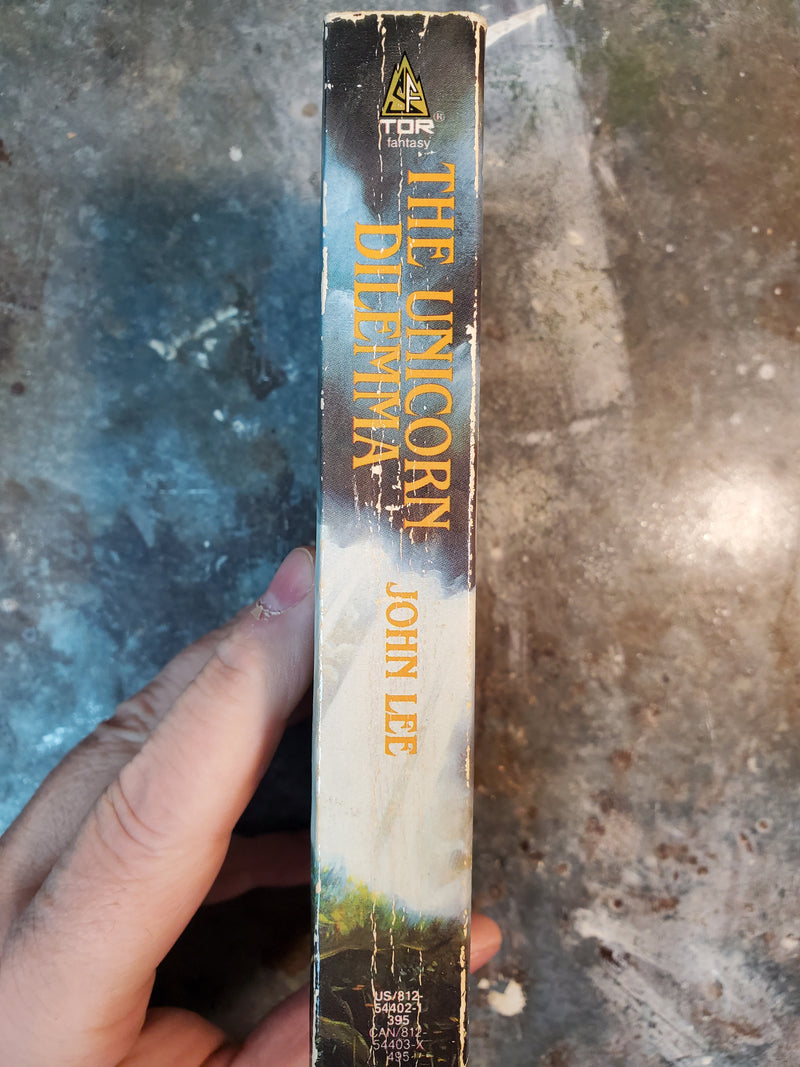 SF
TOR®
fantasy
THE UNICORN
DILEMMA
JOHN LEE
US/812-
54402-1
395
CAN/812-
54403-X
495